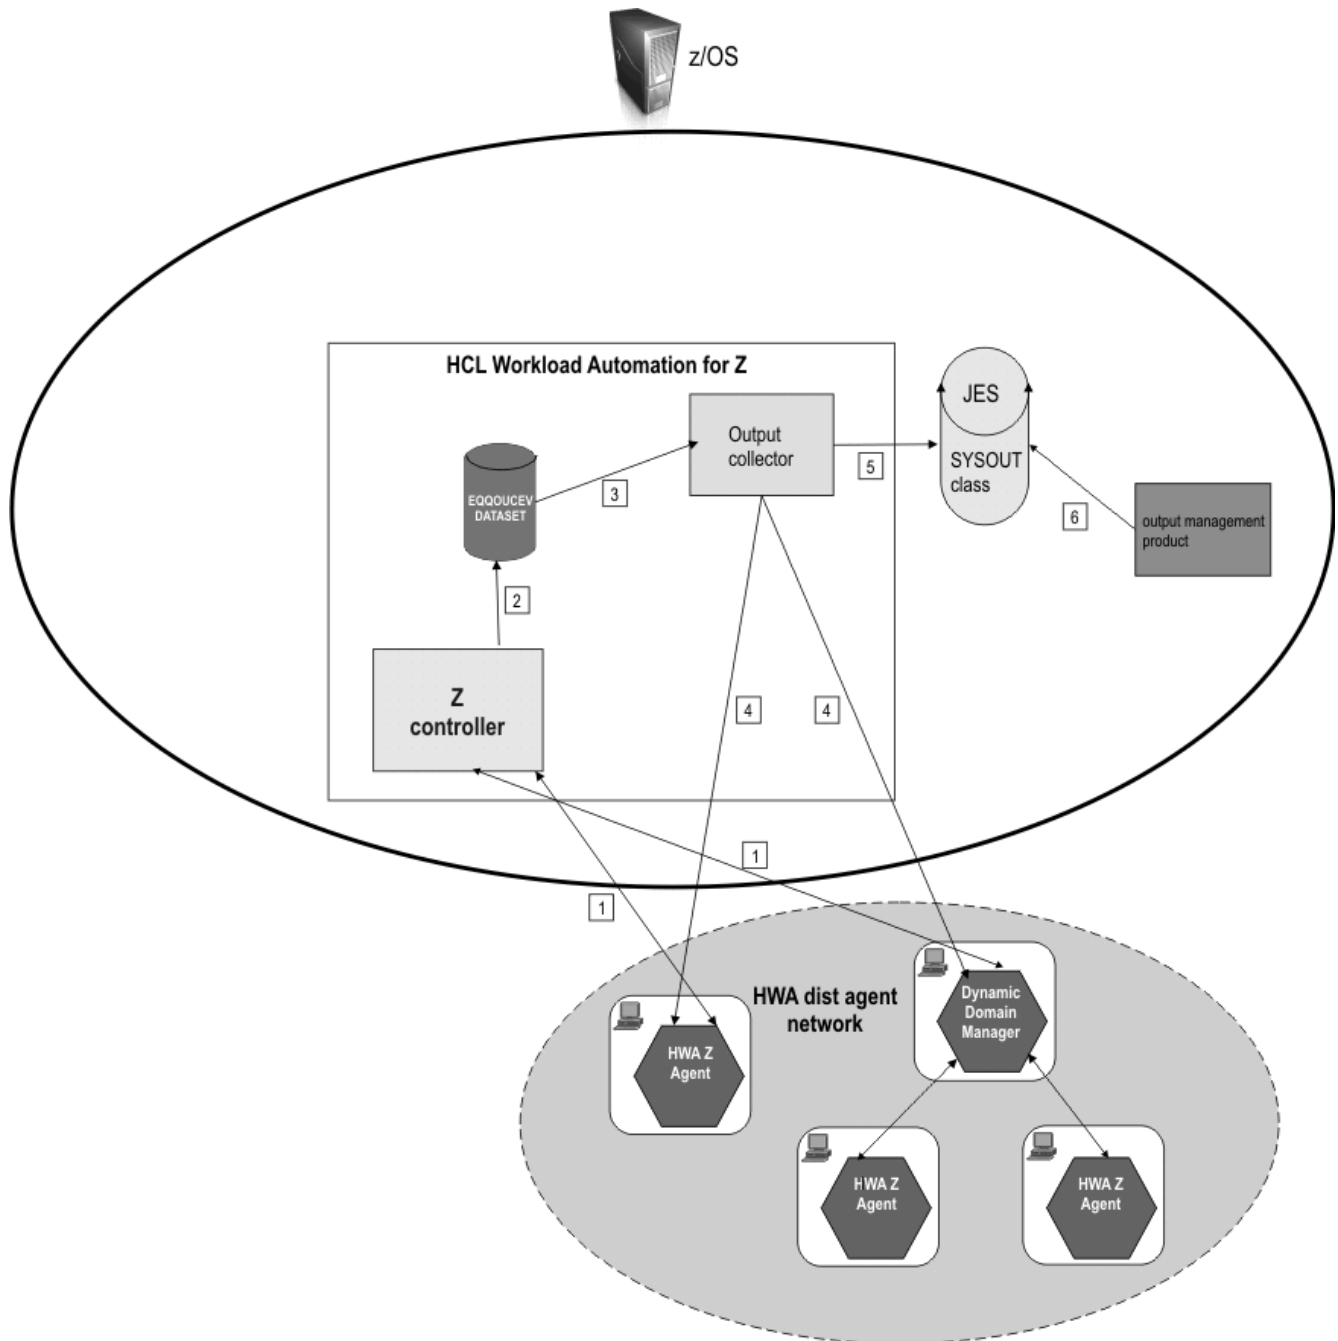 z/OS
HCL Workload Automation for Z
JES
Output
collector
5
SYSOUT
class
EQQOUCEV
DATASET
3
6
output management
product
2
Z
controller
4
4
1
1
HWA dist agent
network
Dynamic
Domain
Manager
HWA Z
Agent
HWA Z
Agent
HWA Z
Agent